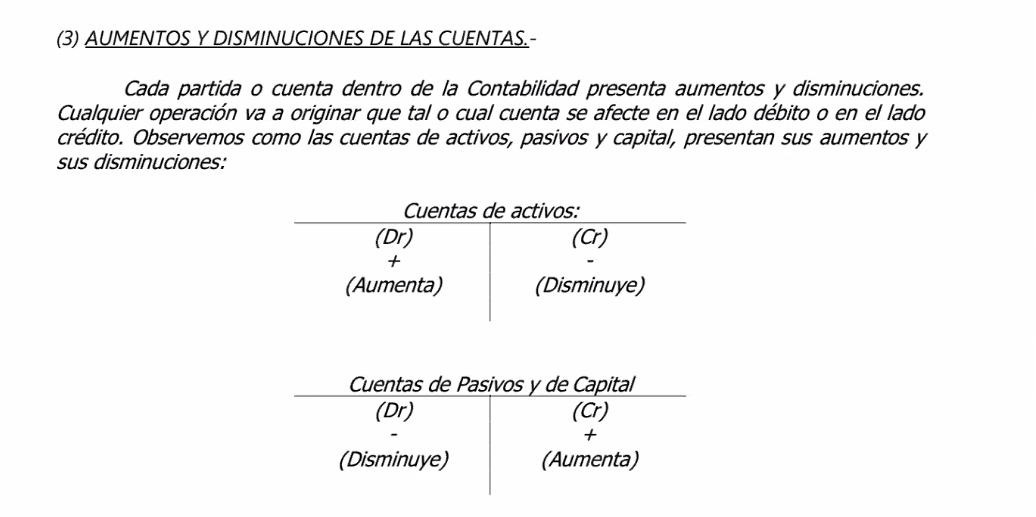 (3) AUMENTOS Y DISMINUCIONES DE LAS CUENTAS.-
Cada partida o cuenta dentro de la Contabilidad presenta aumentos y disminuciones.
Cualquier operación va a originar que tal o cual cuenta se afecte en el lado débito o en el lado
crédito. Observemos como las cuentas de activos, pasivos y capital, presentan sus aumentos y
sus disminuciones:
Cuentas de activos:
(Dr) (Cr)
+ -
(Aumenta) (Disminuye)
Cuentas de Pasivos y de Capital
(Dr) (Cr)
- +
(Disminuye) (Aumenta)